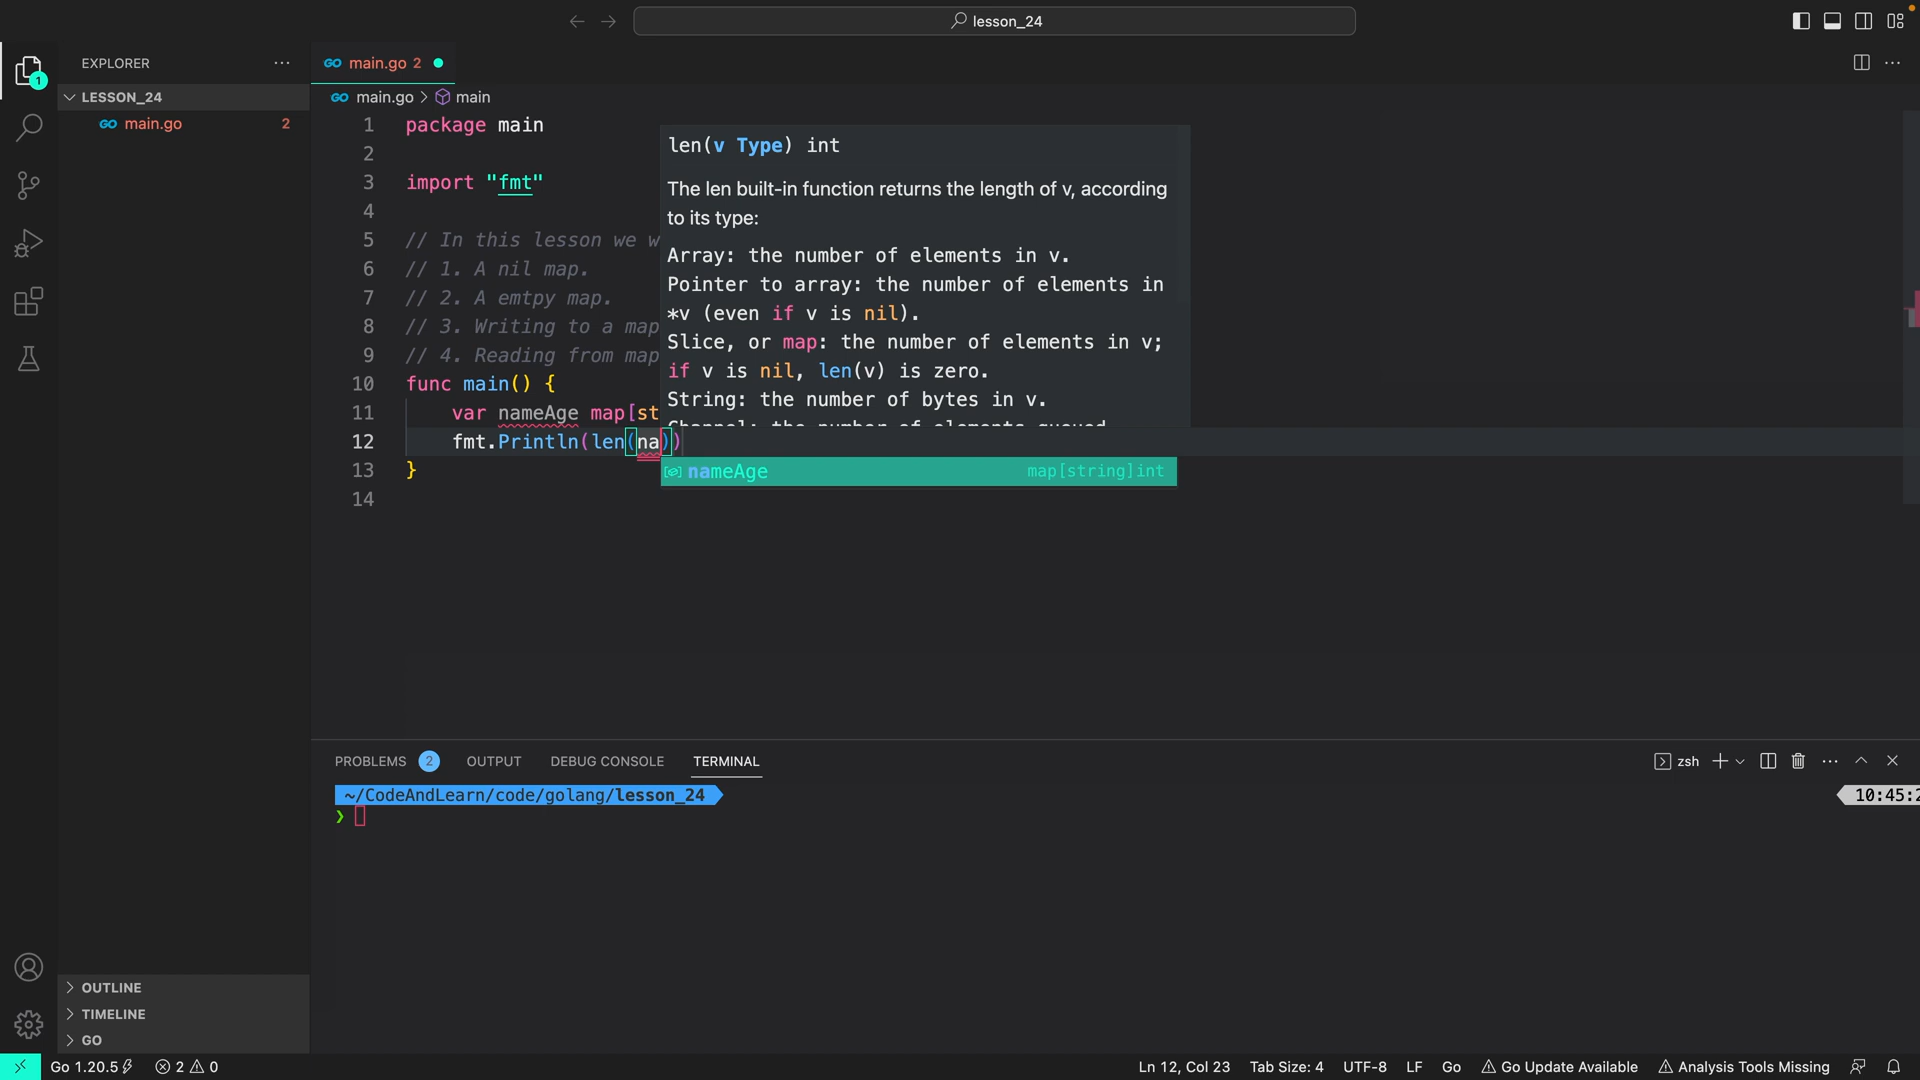 lesson_24
EXPLORER
LESSON_24
GO main.go 2
GO main.go 2
GO main.go > main
1 package main
2
3 import "fmt"
4
5 // In this lesson we w
6 // 1. A nil map.
7 // 2. A emtpy map.
8 // 3. Writing to a map
9 // 4. Reading from map
10 func main() {
11 var nameAge map[st
12 fmt.Println(len(na))
13 }
14
len(v Type) int
The len built-in function returns the length of v, according
to its type:
Array: the number of elements in v.
Pointer to array: the number of elements in
*v (even if v is nil).
Slice, or map: the number of elements in v;
if v is nil, len(v) is zero.
String: the number of bytes in v.
nameAge map[string]int
PROBLEMS 2 OUTPUT DEBUG CONSOLE TERMINAL
zsh
~/CodeAndLearn/code/golang/lesson_24
10:45:2
❯
OUTLINE
TIMELINE
GO
1
Go 1.20.5 2 0
Ln 12, Col 23 Tab Size: 4 UTF-8 LF Go Go Update Available Analysis Tools Missing